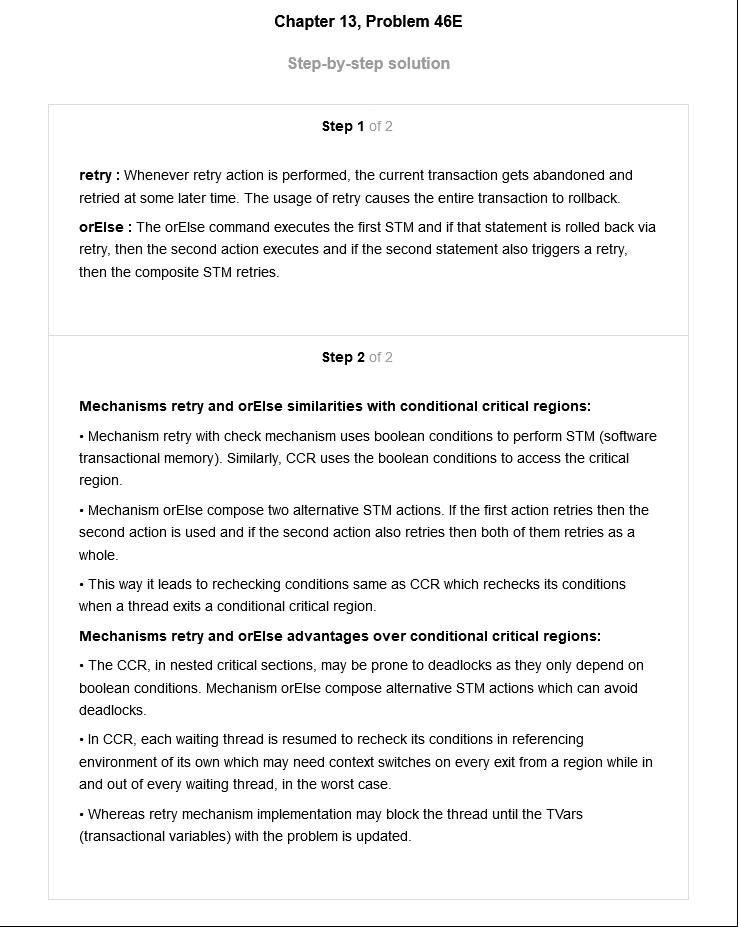 Chapter 13, Problem 46E
Step-by-step solution
Step 1 of 2
retry : Whenever retry action is performed, the current transaction gets abandoned and
retried at some later time. The usage of retry causes the entire transaction to rollback.
orElse : The orElse command executes the first STM and if that statement is rolled back via
retry, then the second action executes and if the second statement also triggers a retry,
then the composite STM retries.
Step 2 of 2
Mechanisms retry and orElse similarities with conditional critical regions:
• Mechanism retry with check mechanism uses boolean conditions to perform STM (software
transactional memory). Similarly, CCR uses the boolean conditions to access the critical
region.
• Mechanism orElse compose two alternative STM actions. If the first action retries then the
second action is used and if the second action also retries then both of them retries as a
whole.
• This way it leads to rechecking conditions same as CCR which rechecks its conditions
when a thread exits a conditional critical region.
Mechanisms retry and orElse advantages over conditional critical regions:
• The CCR, in nested critical sections, may be prone to deadlocks as they only depend on
boolean conditions. Mechanism orElse compose alternative STM actions which can avoid
deadlocks.
• In CCR, each waiting thread is resumed to recheck its conditions in referencing
environment of its own which may need context switches on every exit from a region while in
and out of every waiting thread, in the worst case.
• Whereas retry mechanism implementation may block the thread until the TVars
(transactional variables) with the problem is updated.